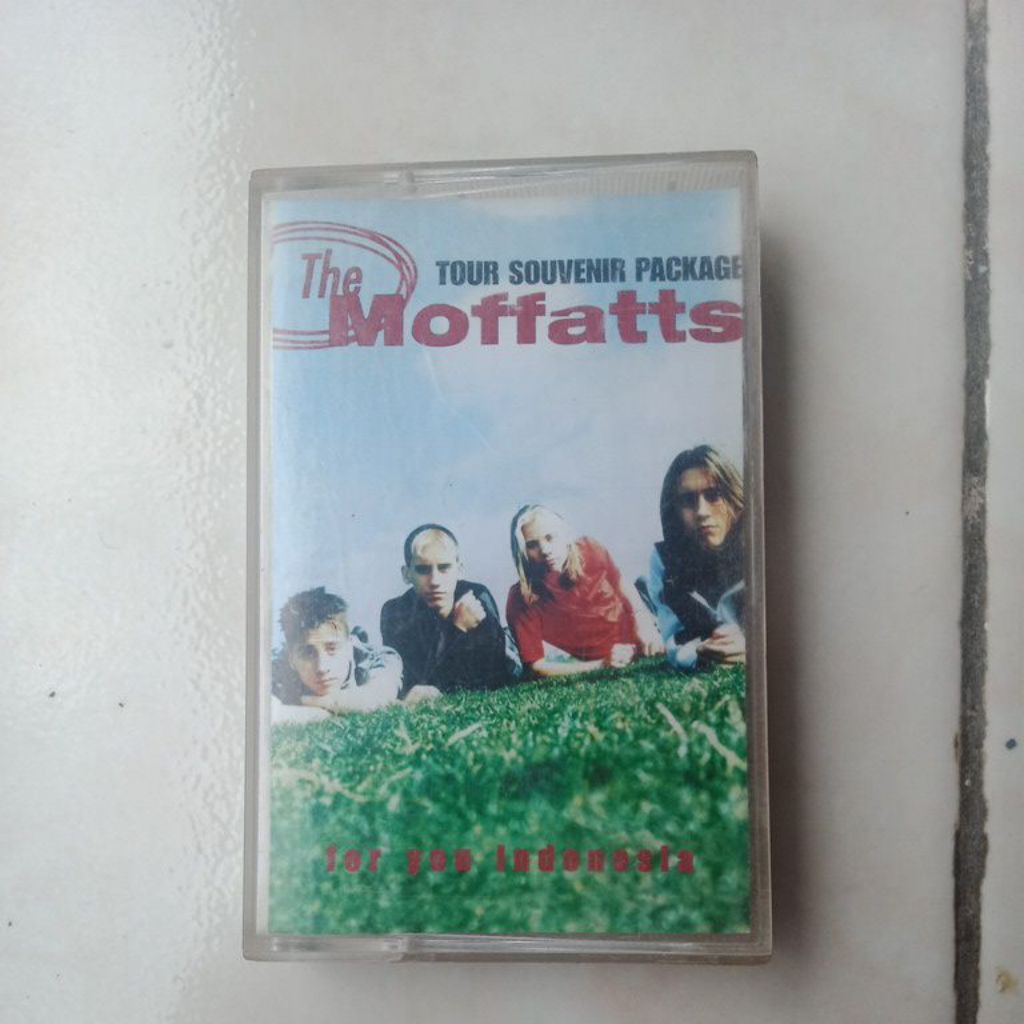 The
TOUR SOUVENIR PACKAGE
Moffatts
for you indonesia